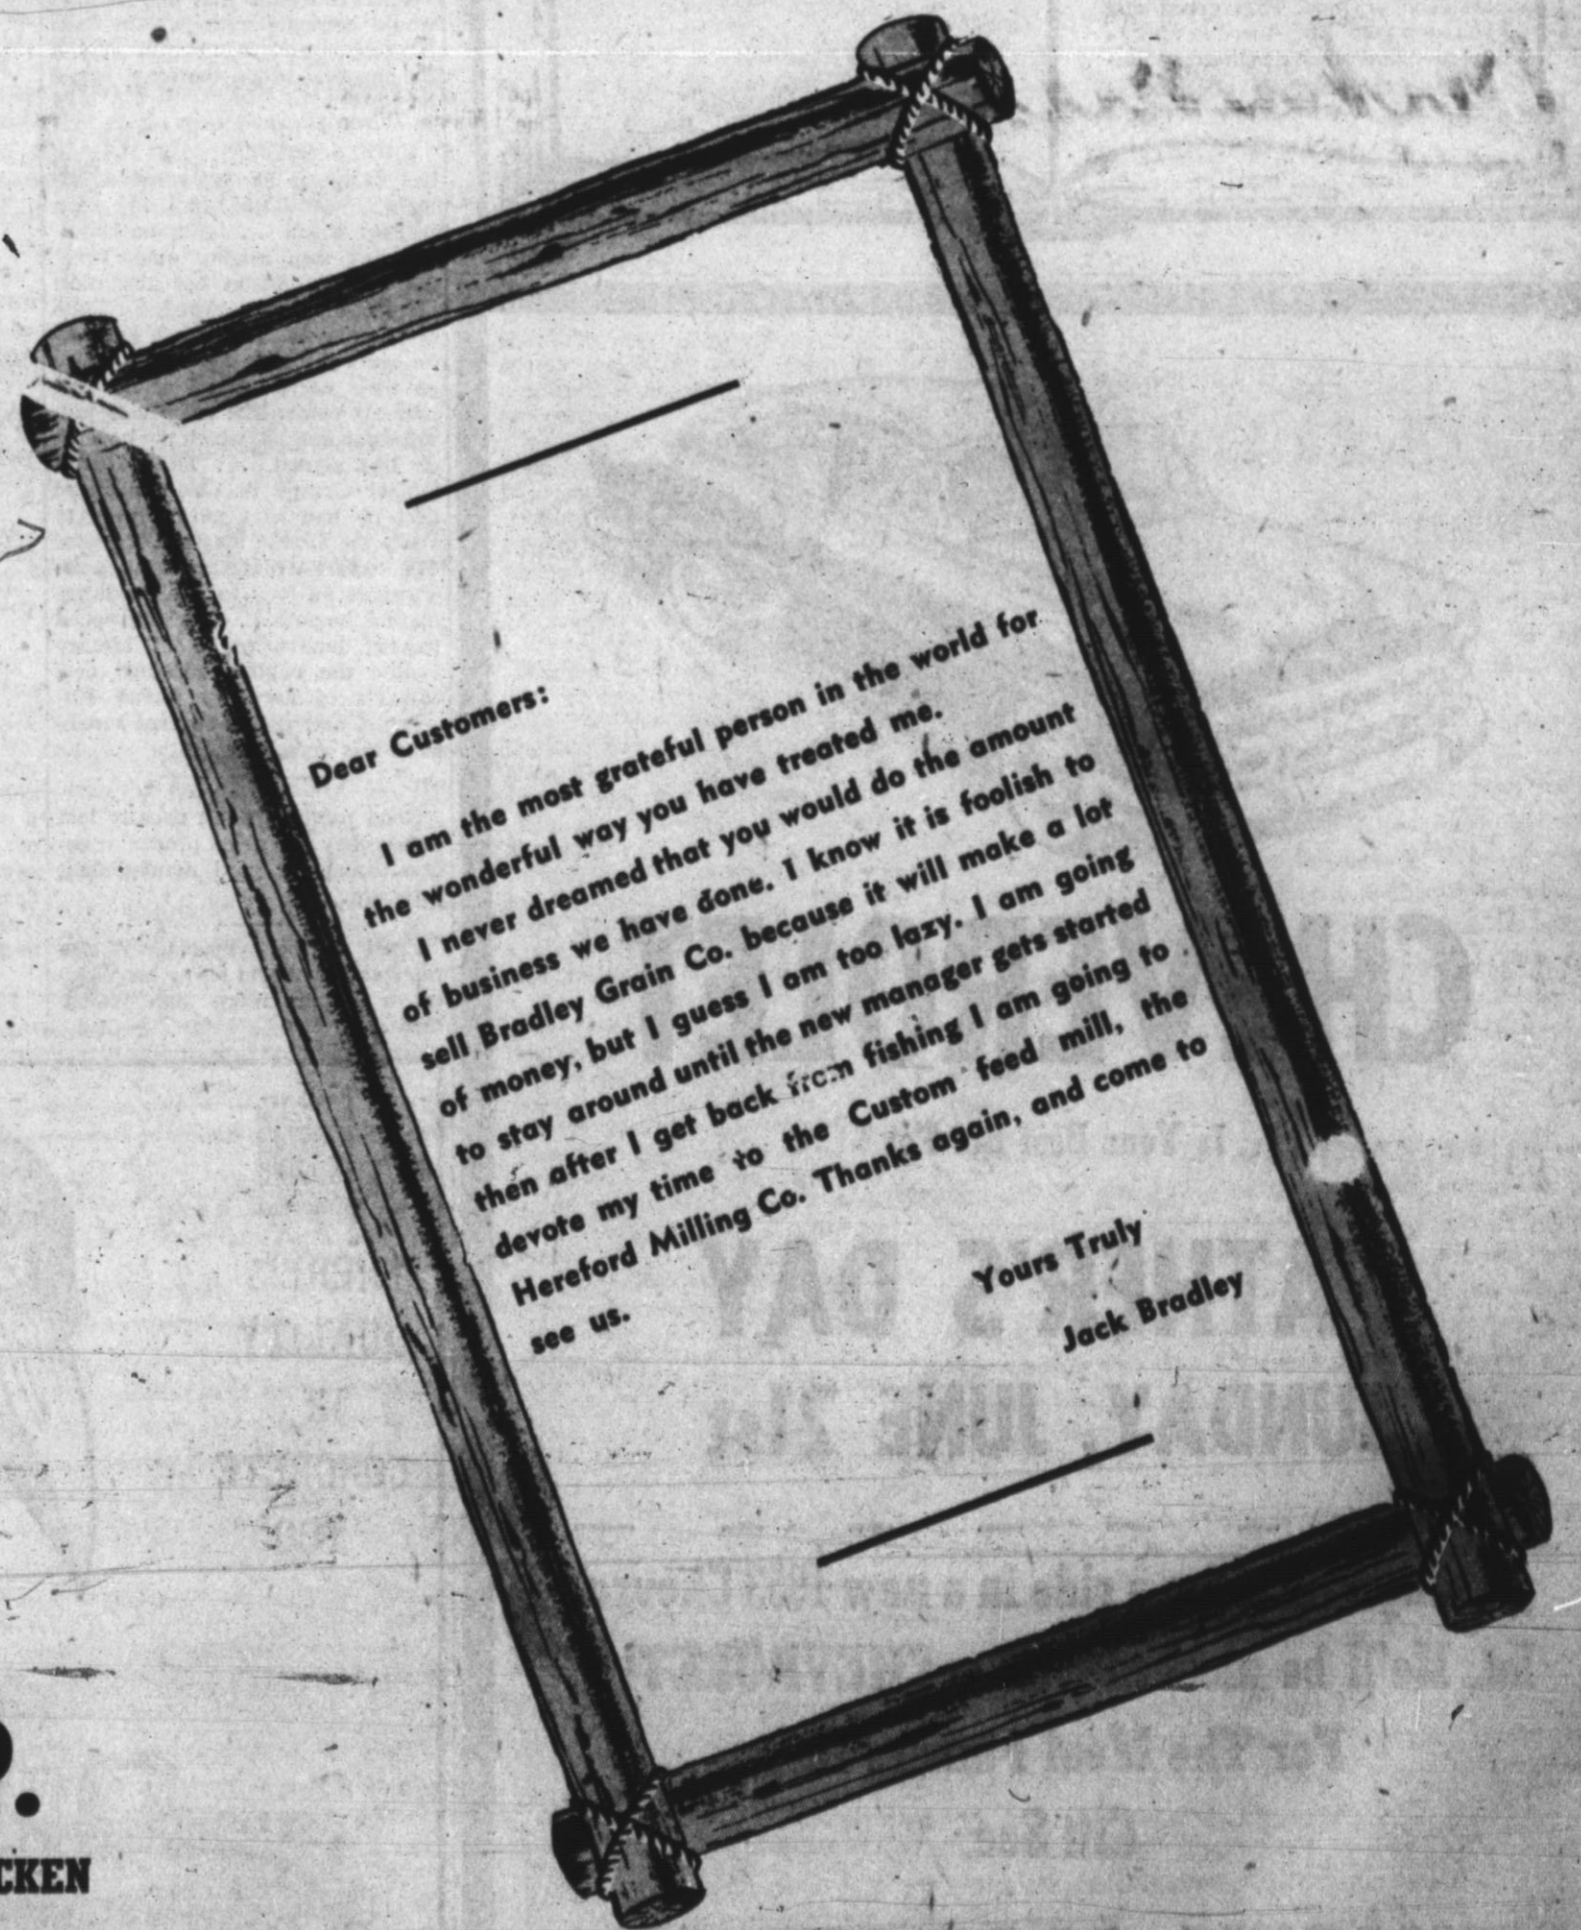 Dear Customers:
I am the most grateful person in the world for
the wonderful way you have treated me.
I never dreamed that you would do the amount
of business we have done. I know it is foolish to
sell Bradley Grain Co. because it will make a lot
of money, but I guess I am too lazy. I am going
to stay around until the new manager gets started
then after I get back from fishing I am going to
devote my time to the Custom feed mill, the
Hereford Milling Co. Thanks again, and come to
see us.
Yours Truly
Jack Bradley
CKEN